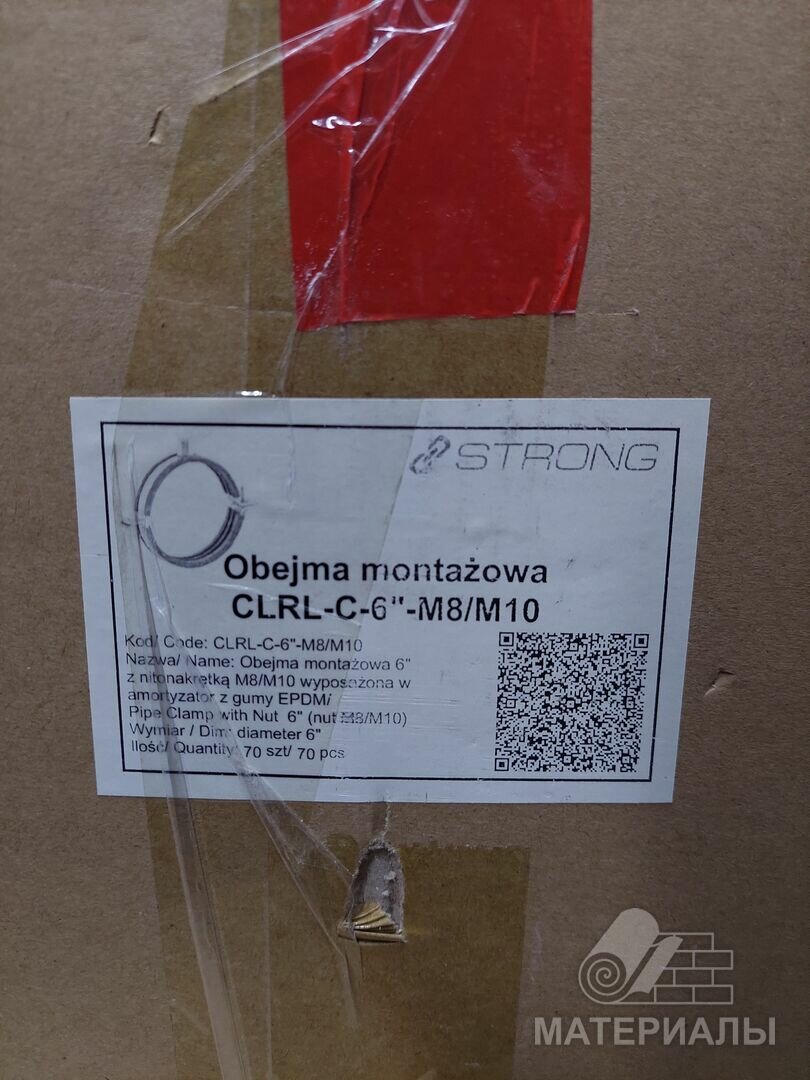 STRONG
Obejma montażowa
CLRL-C-6"-M8/M10
Kod/ Code: CLRL-C-6"-M8/M10
Nazwa/ Name: Obejma montażowa 6"
z nitonakrętką M8/M10 wyposażona w
amortyzator z gumy EPDM/
Pipe Clamp with Nut 6" (nut M8/M10)
Wymiar / Dim: diameter 6"
Ilość/ Quantity: 70 szt/ 70 pcs
МАТЕРИАЛЫ